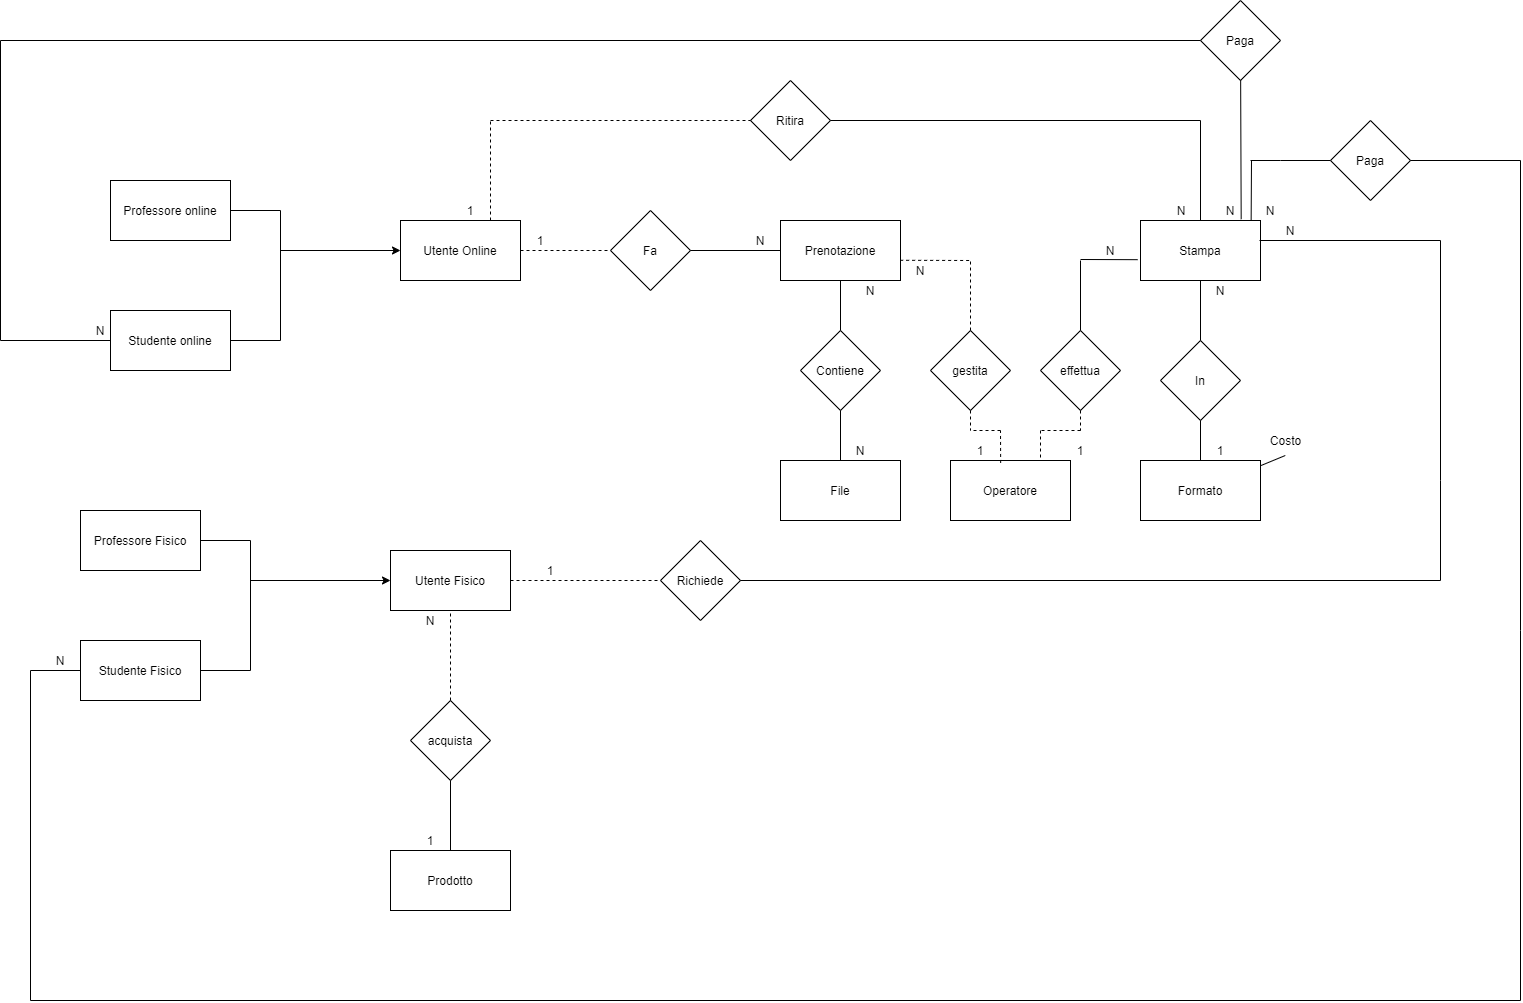 Paga
Ritira
Paga
Professore online
1
N
N
N
Utente Online
1
Fa
N
Prenotazione
N
N
Stampa
N
N
N
N
Studente online
Contiene
gestita
effettua
In
N
1
1
1
Costo
File
Operatore
Formato
Professore Fisico
Utente Fisico
1
Richiede
N
N
Studente Fisico
acquista
1
Prodotto